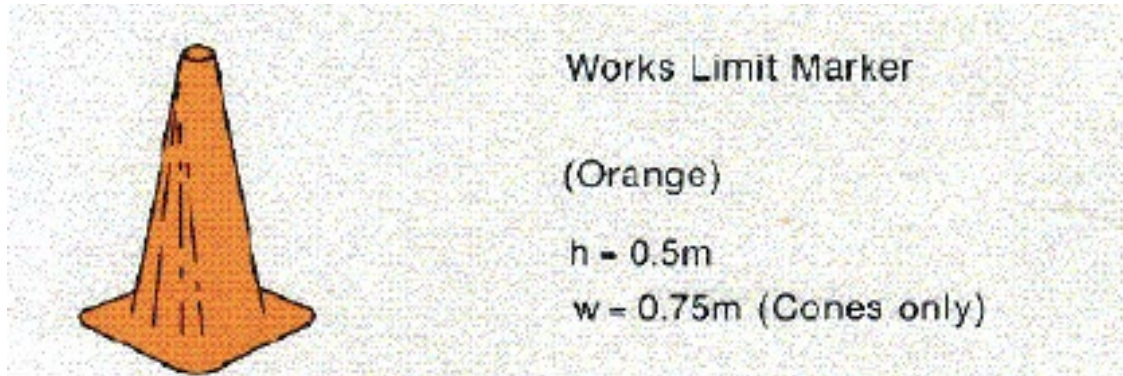 Works Limit Marker
(Orange)
h = 0.5m
w = 0.75m (Cones only)